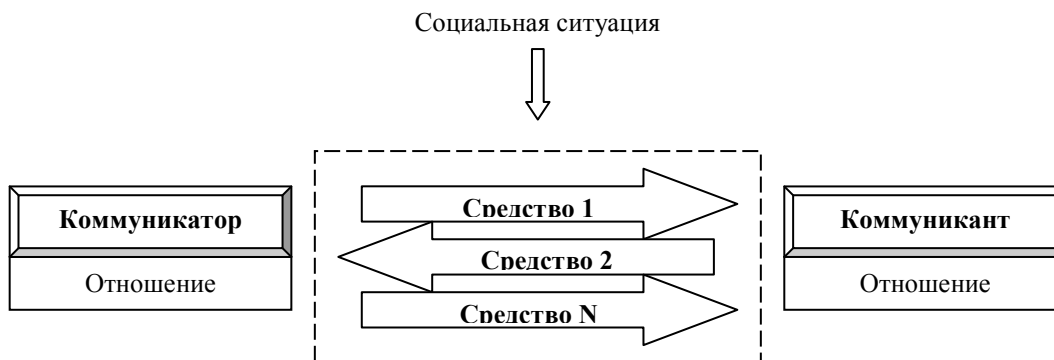 Социальная ситуация
Коммуникатор
Отношение
Средство 1
Средство 2
Средство N
Коммуникант
Отношение